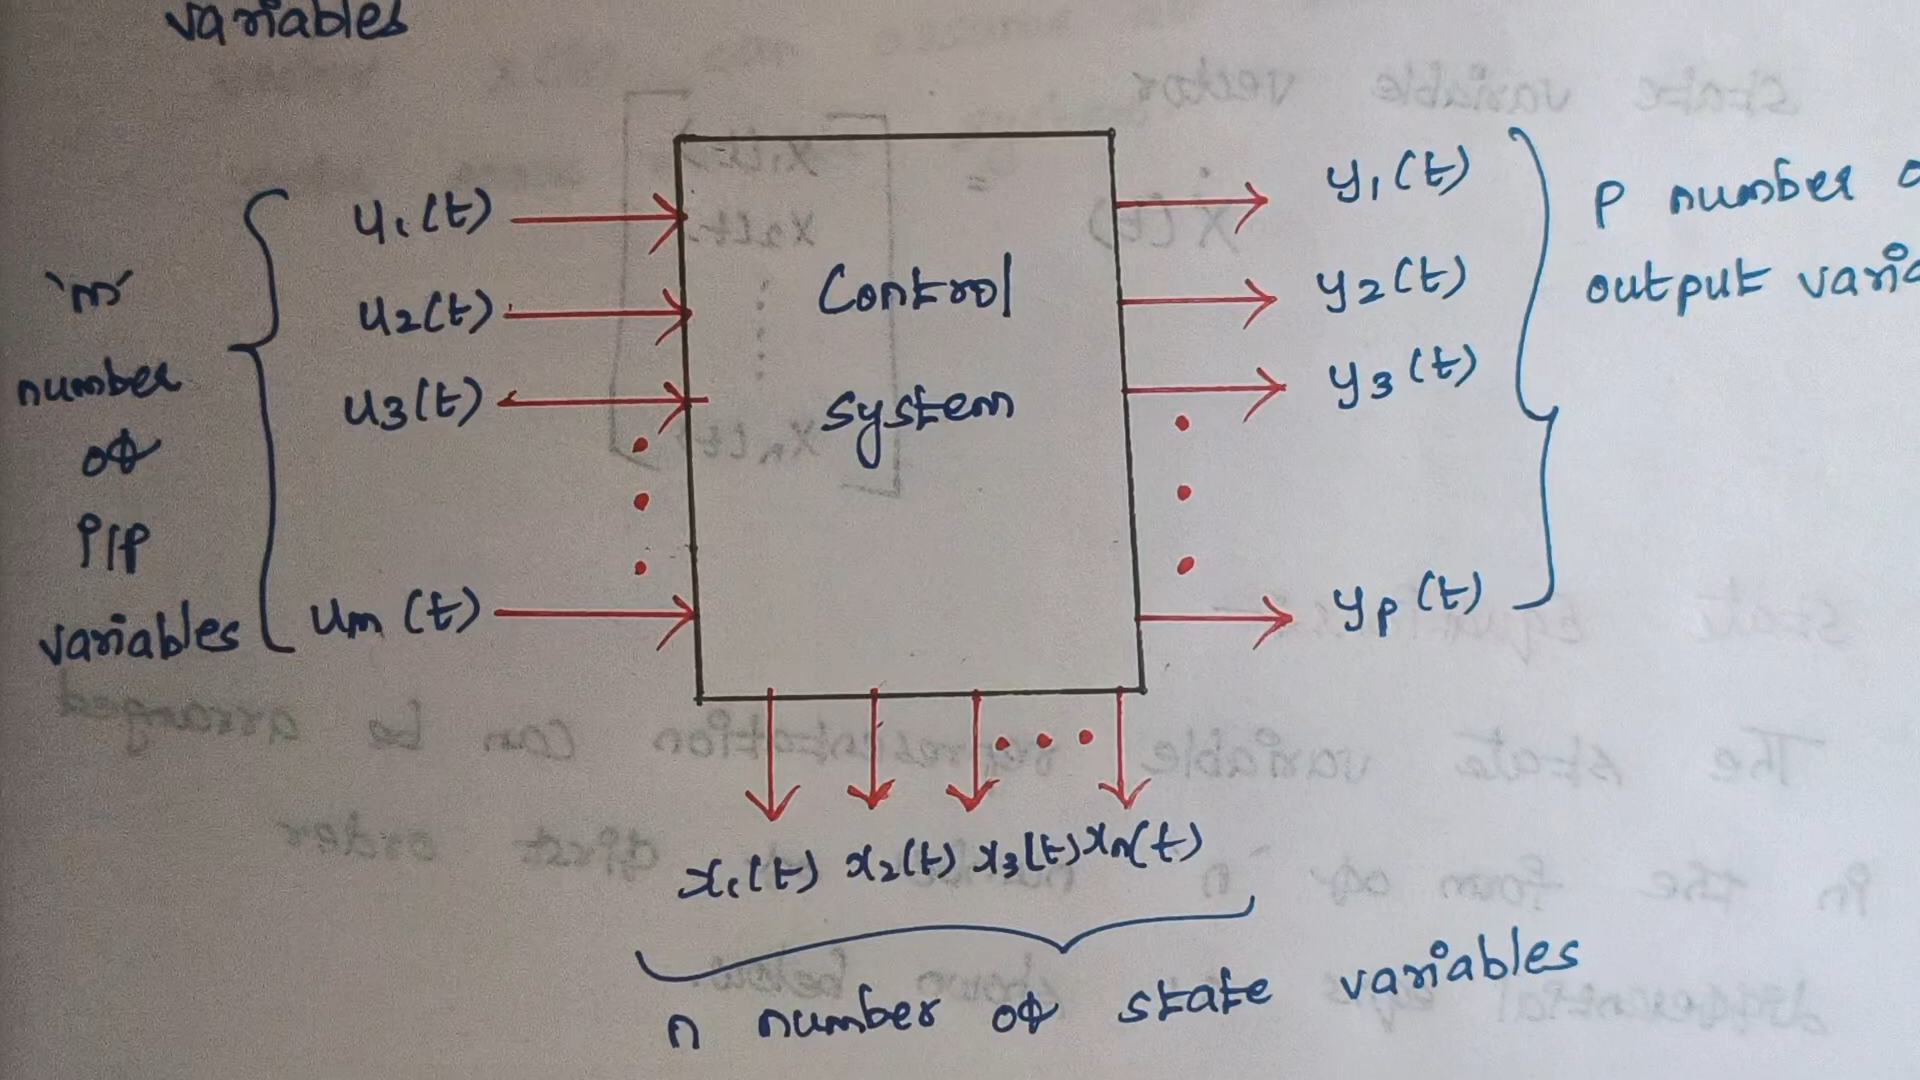 variables
'm'
number
of
i/p
variables
u1(t)
u2(t)
u3(t)
um(t)
Control
system
y1(t)
y2(t)
y3(t)
yp(t)
P number
output
x1(t) x2(t) x3(t) xn(t)
n number of state variables